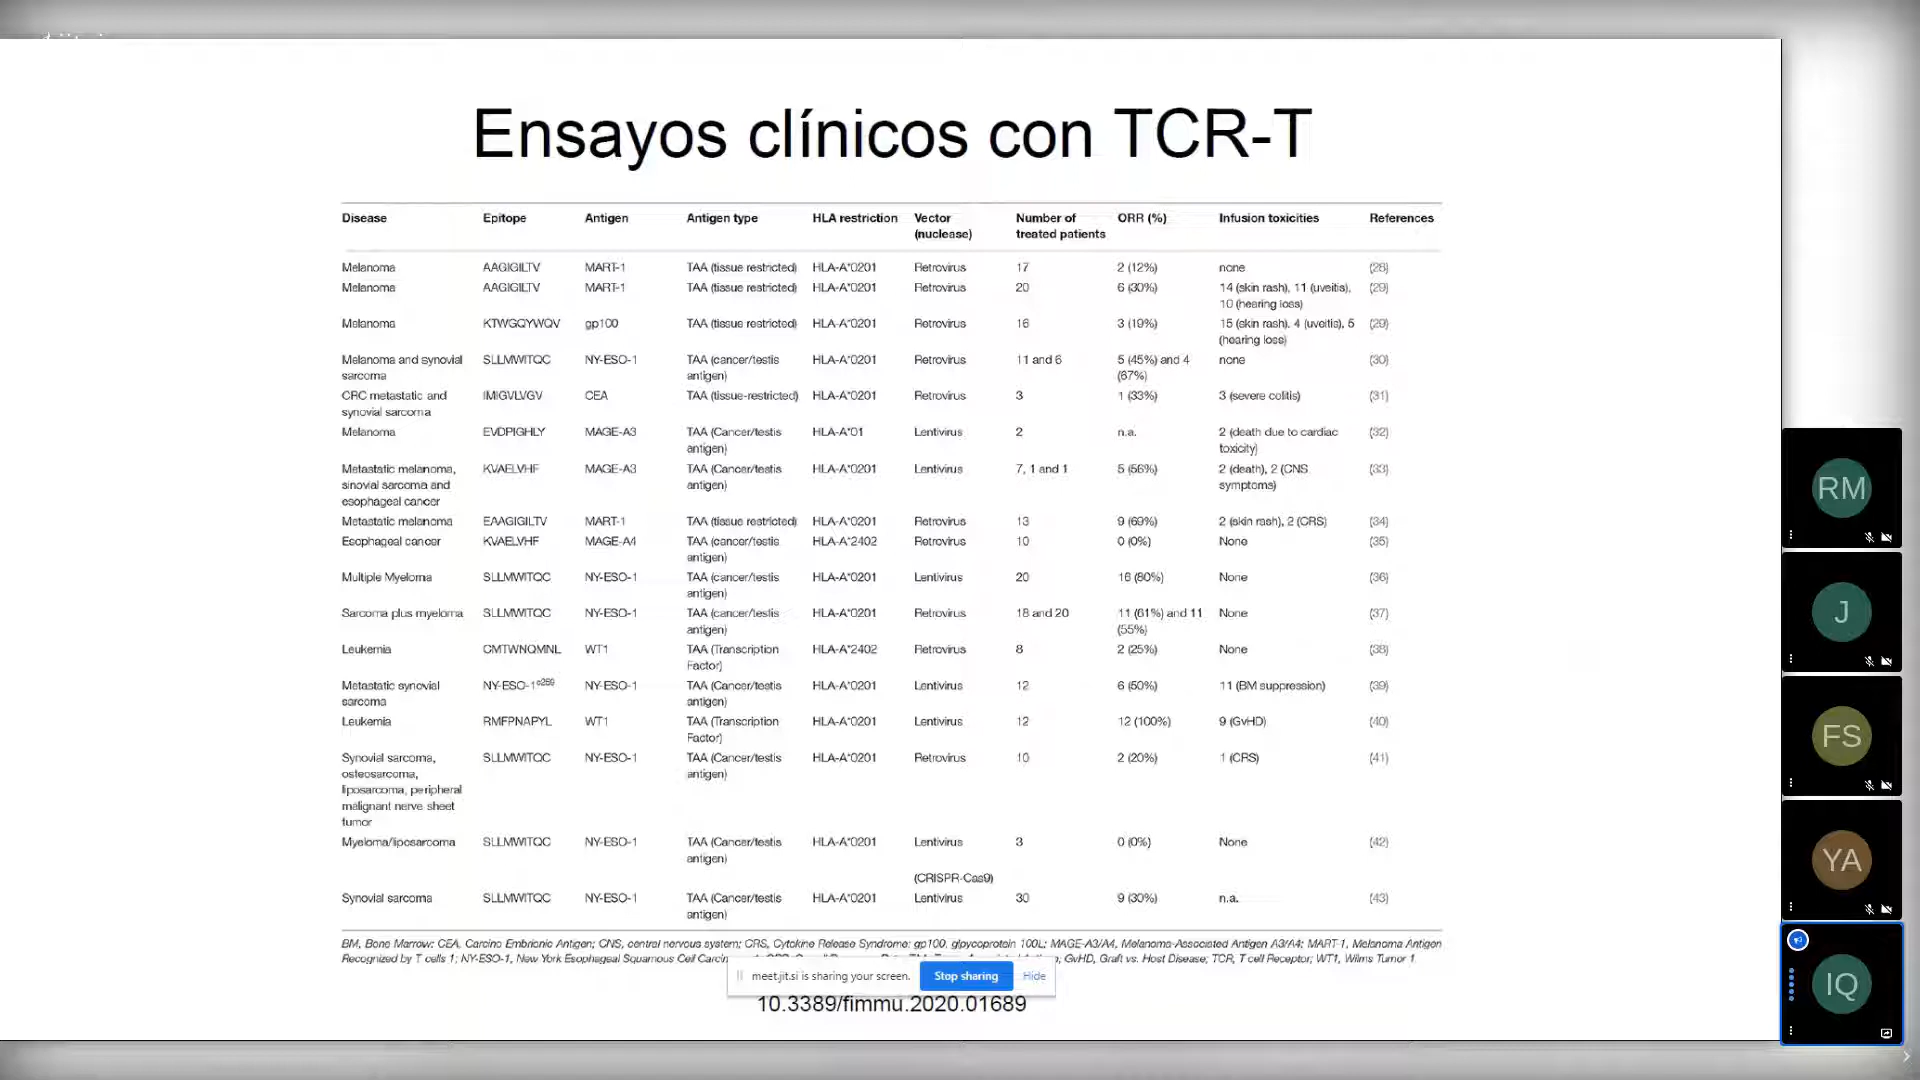 Ensayos clínicos con TCR-T
Disease Epitope Antigen Antigen type HLA restriction Vector (nuclease) Number of treated patients ORR (%) Infusion toxicities References
Melanoma AAGIGILTV MART-1 TAA (tissue restricted) HLA-A*0201 Retrovirus 17 2 (12%) none (28)
Melanoma AAGIGILTV MART-1 TAA (tissue restricted) HLA-A*0201 Retrovirus 20 6 (30%) 14 (skin rash), 11 (uveitis), 10 (hearing loss) (29)
Melanoma KTWGQYWQV gp100 TAA (tissue restricted) HLA-A*0201 Retrovirus 16 3 (19%) 15 (skin rash), 4 (uveitis), 5 (hearing loss) (29)
Melanoma and synovial sarcoma SLLMWITQC NY-ESO-1 TAA (cancer/testis antigen) HLA-A*0201 Retrovirus 11 and 6 5 (45%) and 4 (67%) none (30)
CRC metastatic and synovial sarcoma IMIGVLVGV CEA TAA (tissue-restricted) HLA-A*0201 Retrovirus 3 1 (33%) 3 (severe colitis) (31)
Melanoma EVDPIGHLY MAGE-A3 TAA (Cancer/testis antigen) HLA-A*01 Lentivirus 2 n.a. 2 (death due to cardiac toxicity) (32)
Metastatic melanoma, sinovial sarcoma and esophageal cancer KVAELVHF MAGE-A3 TAA (Cancer/testis antigen) HLA-A*0201 Lentivirus 7, 1 and 1 5 (56%) 2 (death), 2 (CNS symptoms) (33)
Metastatic melanoma EAAGIGILTV MART-1 TAA (tissue restricted) HLA-A*0201 Retrovirus 13 9 (69%) 2 (skin rash), 2 (CRS) (34)
Esophageal cancer KVAELVHF MAGE-A4 TAA (cancer/testis antigen) HLA-A*2402 Retrovirus 10 0 (0%) None (35)
Multiple Myeloma SLLMWITQC NY-ESO-1 TAA (cancer/testis antigen) HLA-A*0201 Lentivirus 20 16 (80%) None (36)
Sarcoma plus myeloma SLLMWITQC NY-ESO-1 TAA (cancer/testis antigen) HLA-A*0201 Retrovirus 18 and 20 11 (61%) and 11 (55%) None (37)
Leukemia CMTWNQMNL WT1 TAA (Transcription Factor) HLA-A*2402 Retrovirus 8 2 (25%) None (38)
Metastatic synovial sarcoma NY-ESO-1c259 NY-ESO-1 TAA (Cancer/testis antigen) HLA-A*0201 Lentivirus 12 6 (50%) 11 (BM suppression) (39)
Leukemia RMFPNAPYL WT1 TAA (Transcription Factor) HLA-A*0201 Lentivirus 12 12 (100%) 9 (GvHD) (40)
Synovial sarcoma, osteosarcoma, liposarcoma, peripheral malignant nerve sheet tumor SLLMWITQC NY-ESO-1 TAA (Cancer/testis antigen) HLA-A*0201 Retrovirus 10 2 (20%) 1 (CRS) (41)
Myeloma/liposarcoma SLLMWITQC NY-ESO-1 TAA (Cancer/testis antigen) HLA-A*0201 Lentivirus (CRISPR-Cas9) 3 0 (0%) None (42)
Synovial sarcoma SLLMWITQC NY-ESO-1 TAA (Cancer/testis antigen) HLA-A*0201 Lentivirus 30 9 (30%) n.a. (43)
BM, Bone Marrow; CEA, Carcino Embrionic Antigen; CNS, central nervous system; CRS, Cytokine Release Syndrome; gp100, glpycoprotein 100L; MAGE-A3/A4, Melanoma-Associated Antigen A3/A4; MART-1, Melanoma Antigen
Recognized by T cells 1; NY-ESO-1, New York Esophageal Squamous Cell GvHD, Graft vs. Host Disease; TCR, T cell Receptor; WT1, Wilms Tumor 1
meet.jit.si is sharing your screen. Stop sharing Hide
10.3389/fimmu.2020.01689
RM
J
FS
YA
IQ